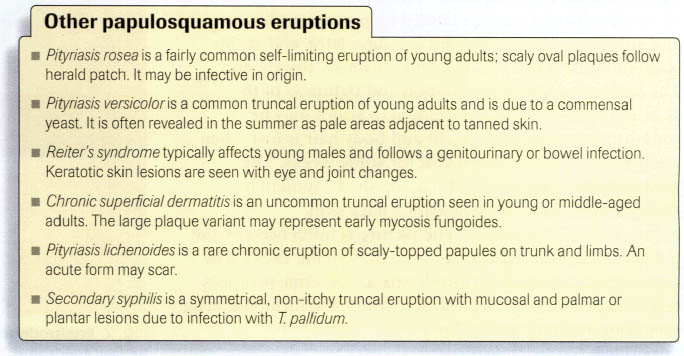 Other papulosquamous eruptions
■ Pityriasis rosea is a fairly common self-limiting eruption of young adults; scaly oval plaques follow
herald patch. It may be infective in origin.
■ Pityriasis versicolor is a common truncal eruption of young adults and is due to a commensal
yeast. It is often revealed in the summer as pale areas adjacent to tanned skin.
■ Reiter's syndrome typically affects young males and follows a genitourinary or bowel infection.
Keratotic skin lesions are seen with eye and joint changes.
■ Chronic superficial dermatitis is an uncommon truncal eruption seen in young or middle-aged
adults. The large plaque variant may represent early mycosis fungoides.
■ Pityriasis lichenoides is a rare chronic eruption of scaly-topped papules on trunk and limbs. An
acute form may scar.
■ Secondary syphilis is a symmetrical, non-itchy truncal eruption with mucosal and palmar or
plantar lesions due to infection with T. pallidum.